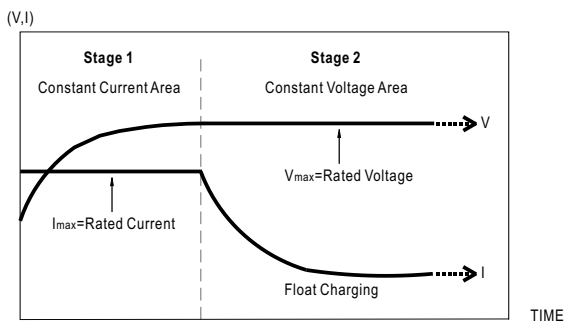 (V,I)
Stage 1
Stage 2
Constant Current Area
Constant Voltage Area
V
Vmax=Rated Voltage
Imax=Rated Current
I
Float Charging
TIME